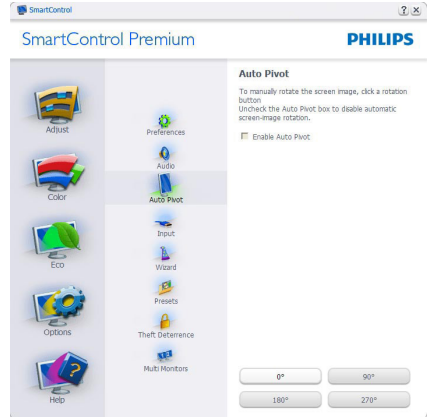 SmartControl
SmartControl Premium
PHILIPS
Adjust
Color
Eco
Options
Help
Preferences
Audio
Auto Pivot
Input
Wizard
Presets
Theft Deterrence
Multi Monitors
Auto Pivot
To manually rotate the screen image, click a rotation
button
Uncheck the Auto Pivot box to disable automatic
screen-image rotation.
Enable Auto Pivot
0°
90°
180°
270°